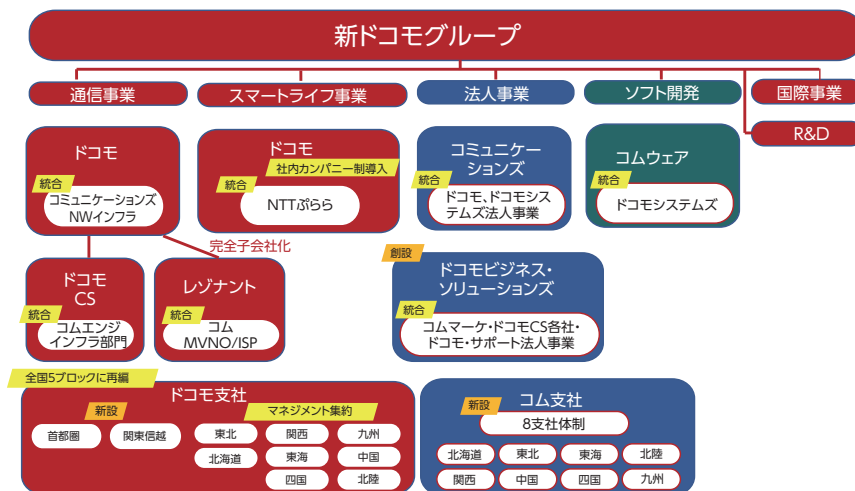 新ドコモグループ
通信事業
スマートライフ事業
法人事業
ソフト開発
国際事業
R&D
ドコモ
統合
コミュニケーションズ
NWインフラ
ドコモ
社内カンパニー制導入
統合
NTTぷらら
コミュニケー
ションズ
統合
ドコモ、ドコモシス
テムズ法人事業
コムウェア
統合
ドコモシステムズ
完全子会社化
ドコモ
CS
統合
コムエンジ
インフラ部門
レゾナント
統合
コム
MVNO/ISP
創設
ドコモビジネス・
ソリューションズ
統合
コムマーケ・ドコモCS各社・
ドコモ・サポート法人事業
全国5ブロックに再編
ドコモ支社
新設
首都圏
関東信越
マネジメント集約
東北
関西
九州
北海道
東海
中国
四国
北陸
コム支社
新設
8支社体制
北海道
東北
東海
北陸
関西
中国
四国
九州